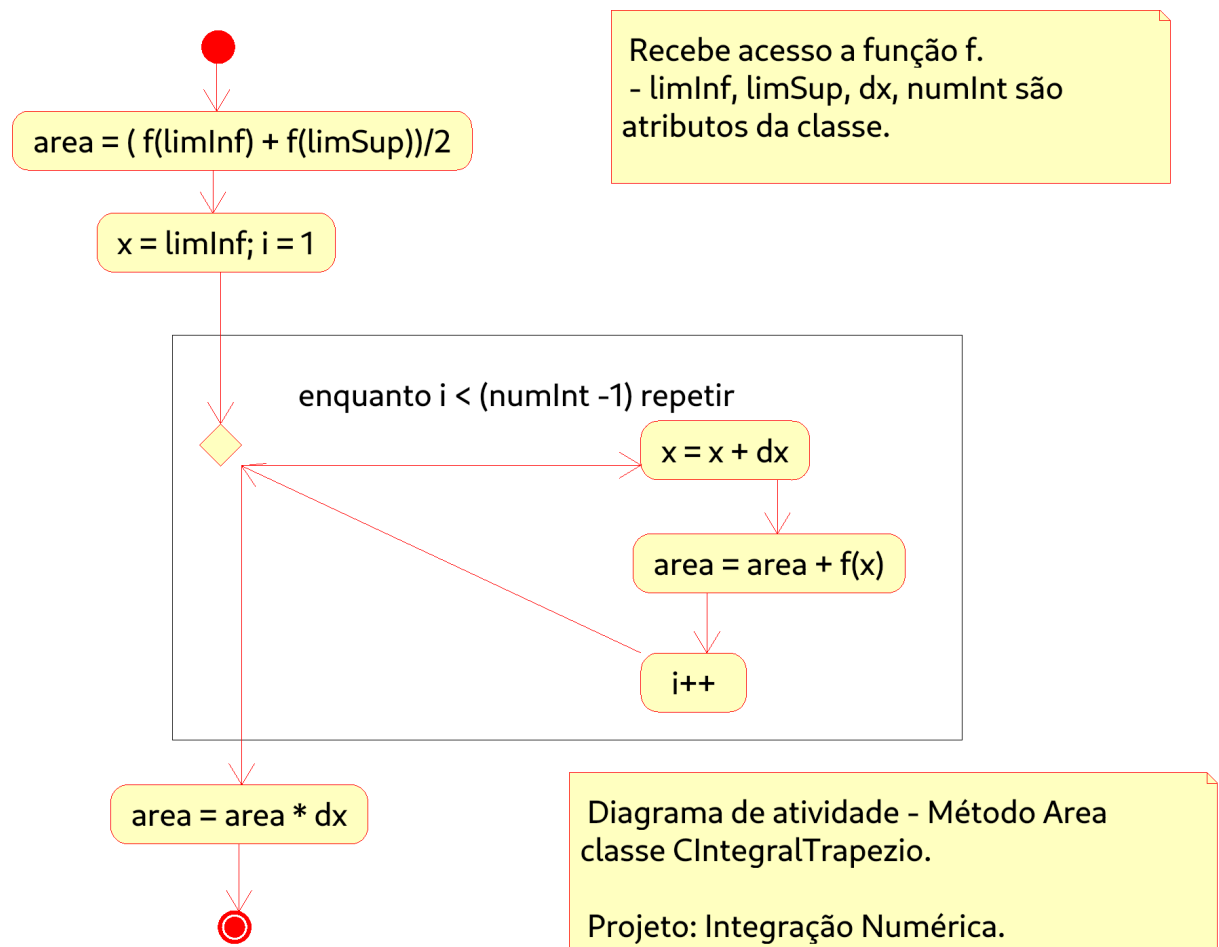 Recebe acesso a função f.
- limInf, limSup, dx, numInt são
atributos da classe.
area = ( f(limInf) + f(limSup))/2
x = limInf; i = 1
enquanto i < (numInt -1) repetir
x = x + dx
area = area + f(x)
i++
area = area * dx
Diagrama de atividade - Método Area
classe CIntegralTrapezio.
Projeto: Integração Numérica.